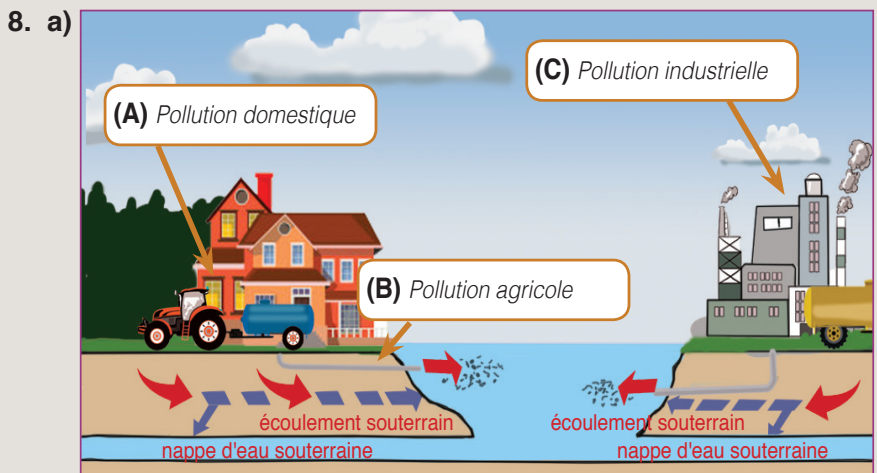 8. a)
(C) Pollution industrielle
(A) Pollution domestique
(B) Pollution agricole
écoulement souterrain
nappe d'eau souterraine
écoulement souterrain
nappe d'eau souterraine